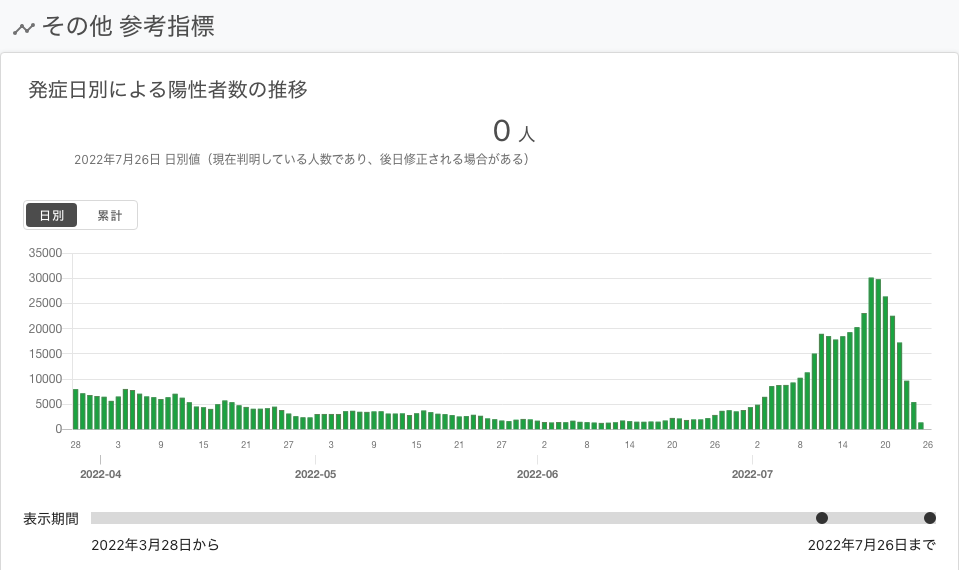 その他 参考指標
発症日別による陽性者数の推移
0 人
2022年7月26日 日別値（現在判明している人数であり、後日修正される場合がある）
日別 累計
35000
30000
25000
20000
15000
10000
5000
0
28 3 9 15 21 27 3 9 15 21 27 2 8 14 20 26 2 8 14 20 26
2022-04 2022-05 2022-06 2022-07
表示期間
2022年3月28日から 2022年7月26日まで